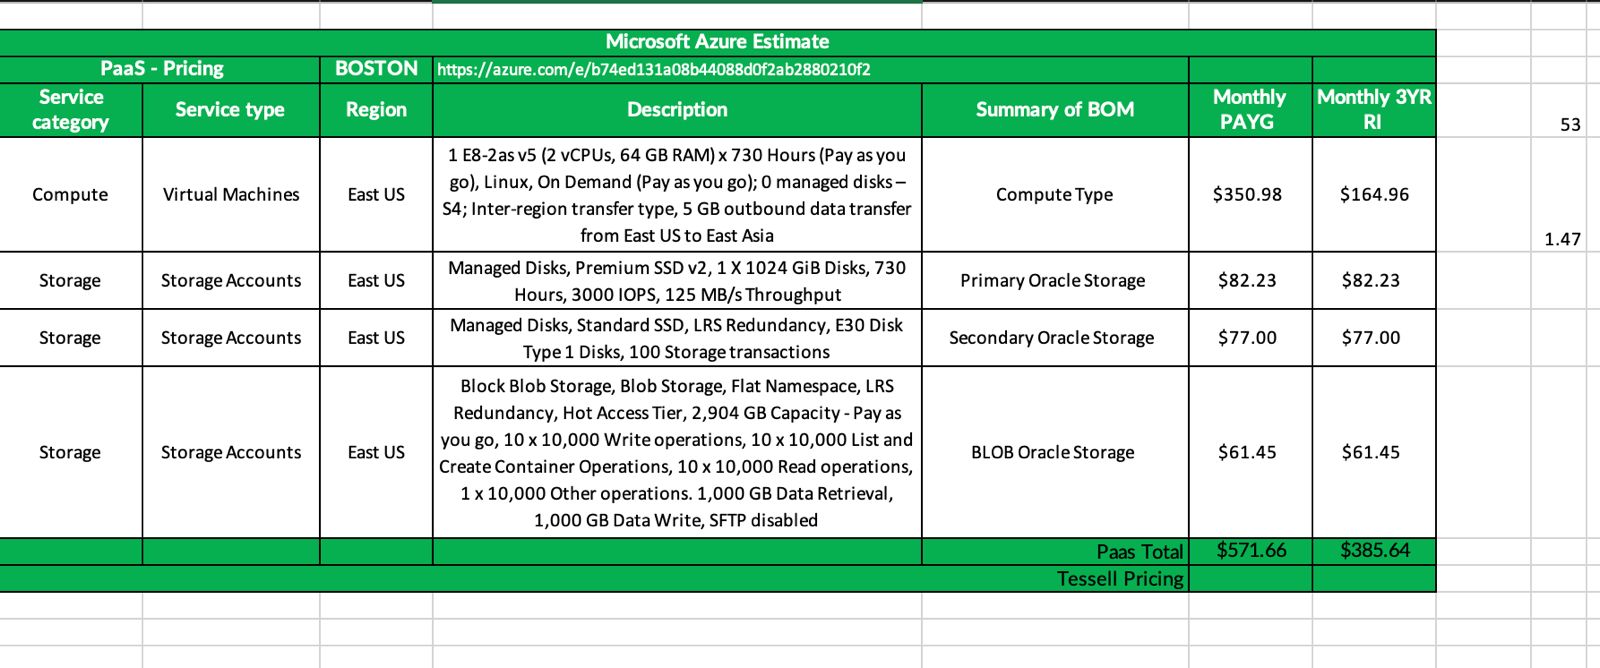 Microsoft Azure Estimate
PaaS - Pricing BOSTON https://azure.com/e/b74ed131a08b44088d0f2ab2880210f2
Service category Service type Region Description Summary of BOM Monthly PAYG Monthly 3YR RI
53
1 E8-2as v5 (2 vCPUs, 64 GB RAM) x 730 Hours (Pay as you
go), Linux, On Demand (Pay as you go); 0 managed disks –
Compute Virtual Machines East US S4; Inter-region transfer type, 5 GB outbound data transfer Compute Type $350.98 $164.96
from East US to East Asia
1.47
Managed Disks, Premium SSD v2, 1 X 1024 GiB Disks, 730
Storage Storage Accounts East US Hours, 3000 IOPS, 125 MB/s Throughput Primary Oracle Storage $82.23 $82.23
Managed Disks, Standard SSD, LRS Redundancy, E30 Disk
Storage Storage Accounts East US Type 1 Disks, 100 Storage transactions Secondary Oracle Storage $77.00 $77.00
Block Blob Storage, Blob Storage, Flat Namespace, LRS
Redundancy, Hot Access Tier, 2,904 GB Capacity - Pay as
you go, 10 x 10,000 Write operations, 10 x 10,000 List and
Storage Storage Accounts East US Create Container Operations, 10 x 10,000 Read operations, BLOB Oracle Storage $61.45 $61.45
1 x 10,000 Other operations. 1,000 GB Data Retrieval,
1,000 GB Data Write, SFTP disabled
Paas Total $571.66 $385.64
Tessell Pricing